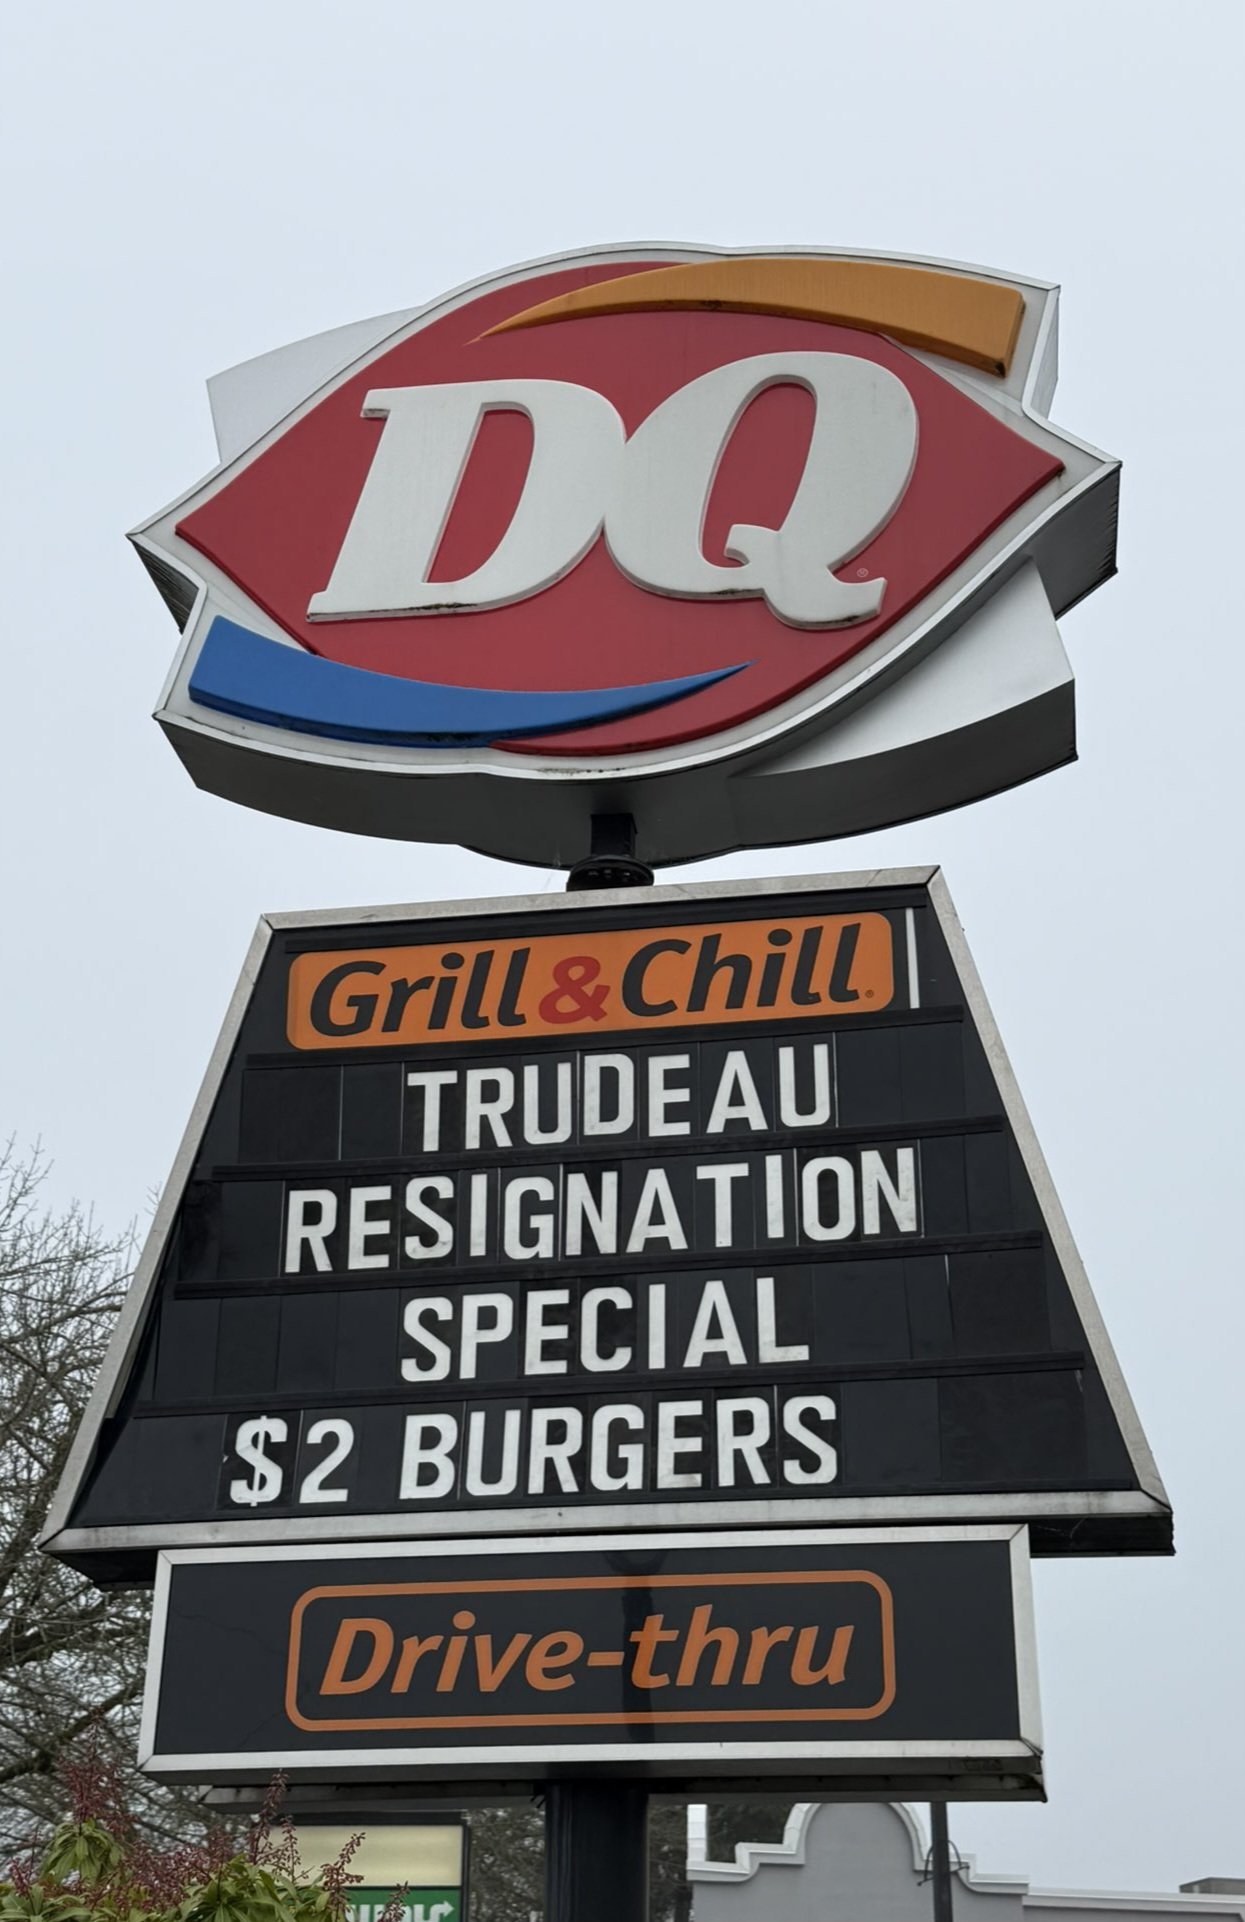 DQ
Grill & Chill
TRUDEAU
RESIGNATION
SPECIAL
$2 BURGERS
Drive-thru